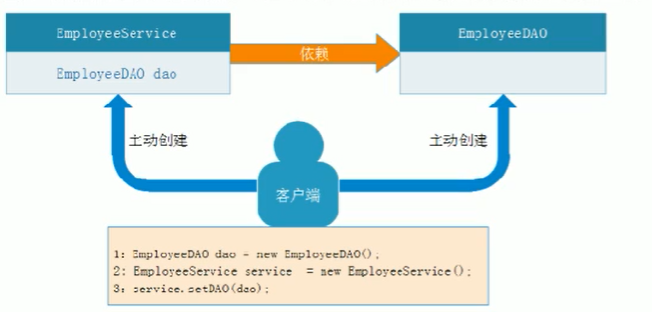 EmployeeService
EmployeeDAO
EmployeeDAO dao
依赖
主动创建
主动创建
客户端
1: EmployeeDAO dao = new EmployeeDAO();
2: EmployeeService service = new EmployeeService();
3: service.setDAO(dao);